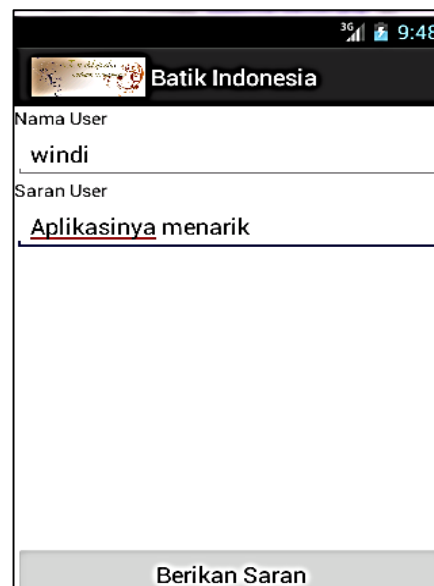 3G 9:48
Batik Indonesia
Nama User
windi
Saran User
Aplikasinya menarik
Berikan Saran